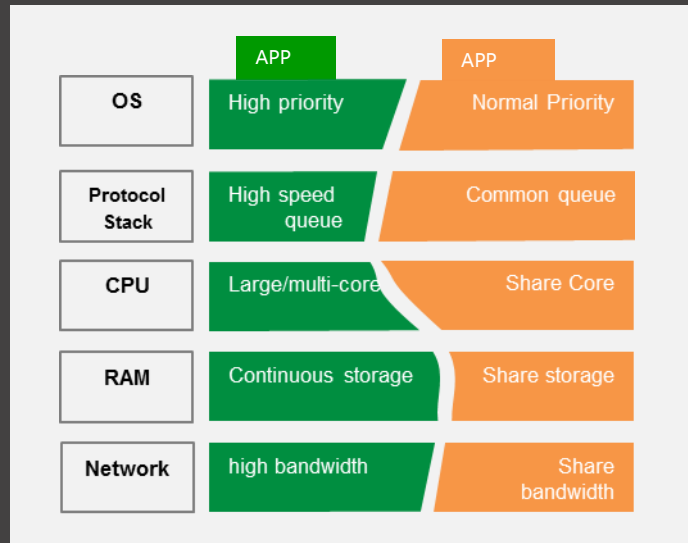 APP
APP
OS
High priority
Normal Priority
Protocol
Stack
High speed
queue
Common queue
CPU
Large/multi-core
Share Core
RAM
Continuous storage
Share storage
Network
high bandwidth
Share
bandwidth